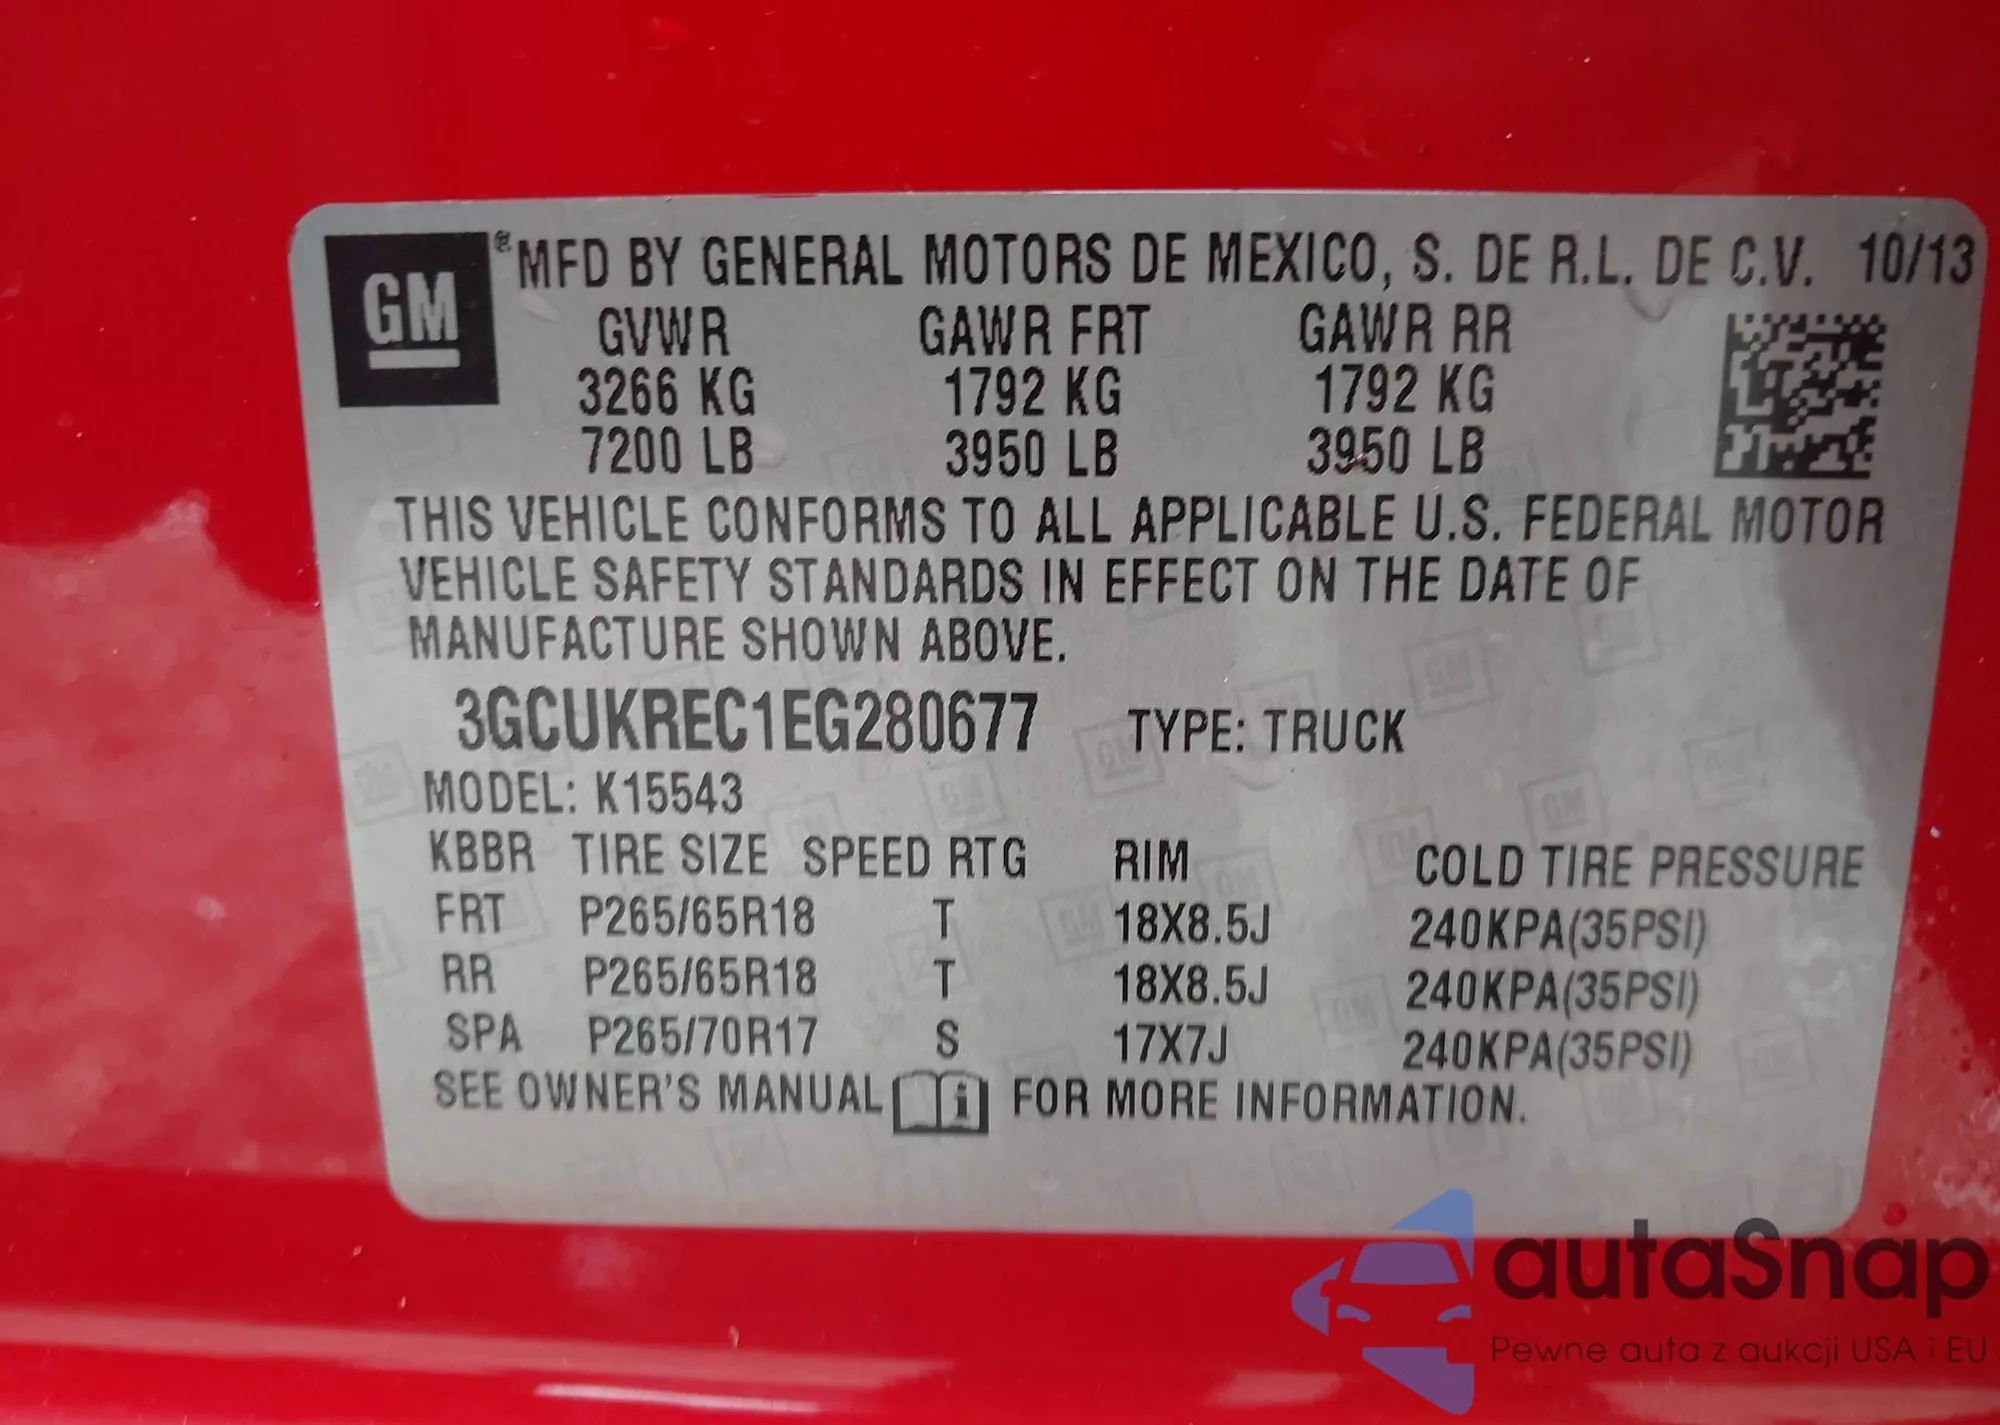 GM ® MFD BY GENERAL MOTORS DE MEXICO, S. DE R.L. DE C.V. 10/13
GVWR GAWR FRT GAWR RR
3266 KG 1792 KG 1792 KG
7200 LB 3950 LB 3950 LB
THIS VEHICLE CONFORMS TO ALL APPLICABLE U.S. FEDERAL MOTOR
VEHICLE SAFETY STANDARDS IN EFFECT ON THE DATE OF
MANUFACTURE SHOWN ABOVE.
3GCUKREC1EG280677 TYPE: TRUCK
MODEL: K15543
KBBR TIRE SIZE SPEED RTG RIM COLD TIRE PRESSURE
FRT P265/65R18 T 18X8.5J 240KPA(35PSI)
RR P265/65R18 T 18X8.5J 240KPA(35PSI)
SPA P265/70R17 S 17X7J 240KPA(35PSI)
SEE OWNER'S MANUAL i FOR MORE INFORMATION.
autaSnap
Pewne auta z aukcji USA i EU